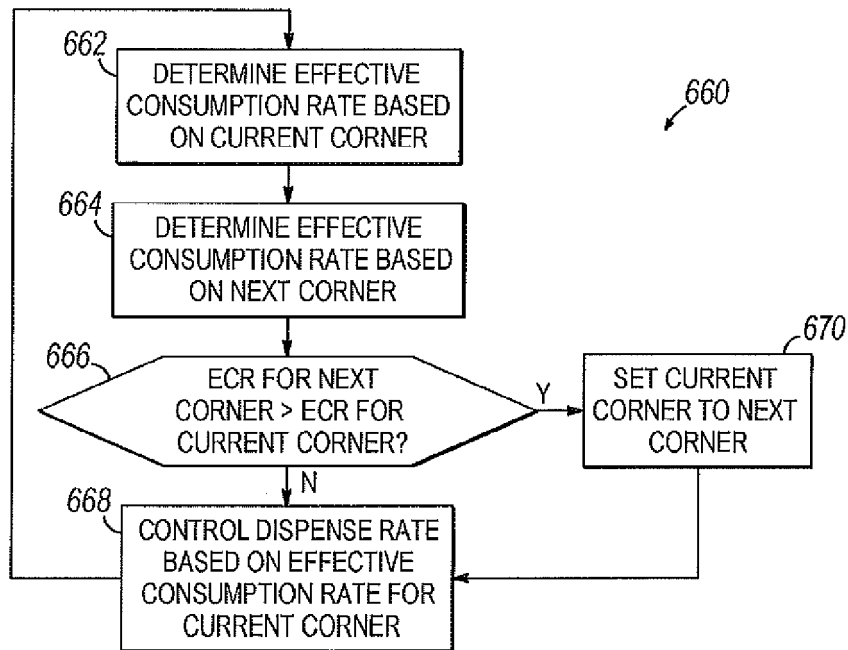 662
DETERMINE EFFECTIVE
CONSUMPTION RATE BASED
ON CURRENT CORNER
660
664
DETERMINE EFFECTIVE
CONSUMPTION RATE BASED
ON NEXT CORNER
666
ECR FOR NEXT
CORNER > ECR FOR
CURRENT CORNER?
Y
670
SET CURRENT
CORNER TO NEXT
CORNER
N
668
CONTROL DISPENSE RATE
BASED ON EFFECTIVE
CONSUMPTION RATE FOR
CURRENT CORNER